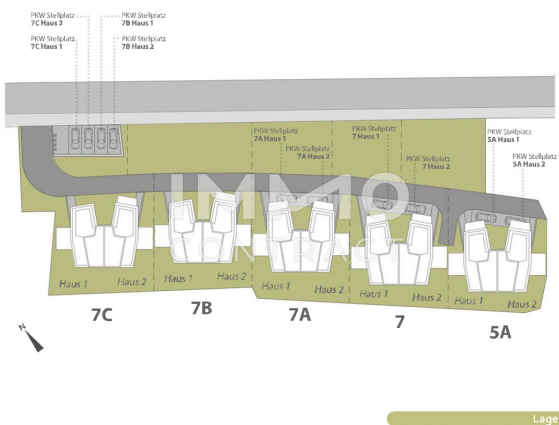 PKW Stellplatz
7C Haus 2
PKW Stellplatz
7B Haus 1
PKW Stellplatz
7C Haus 1
PKW Stellplatz
7B Haus 2
PKW Stellplatz
7A Haus 1
PKW Stellplatz
7A Haus 2
PKW Stellplatz
7 Haus 1
PKW Stellplatz
7 Haus 2
PKW Stellplatz
5A Haus 1
PKW Stellplatz
5A Haus 2
IMMO
CONTRACT
Haus 1
Haus 2
Haus 1
Haus 2
Haus 1
Haus 2
Haus 1
Haus 2
Haus 1
Haus 2
7C
7B
7A
7
5A
N
Lage